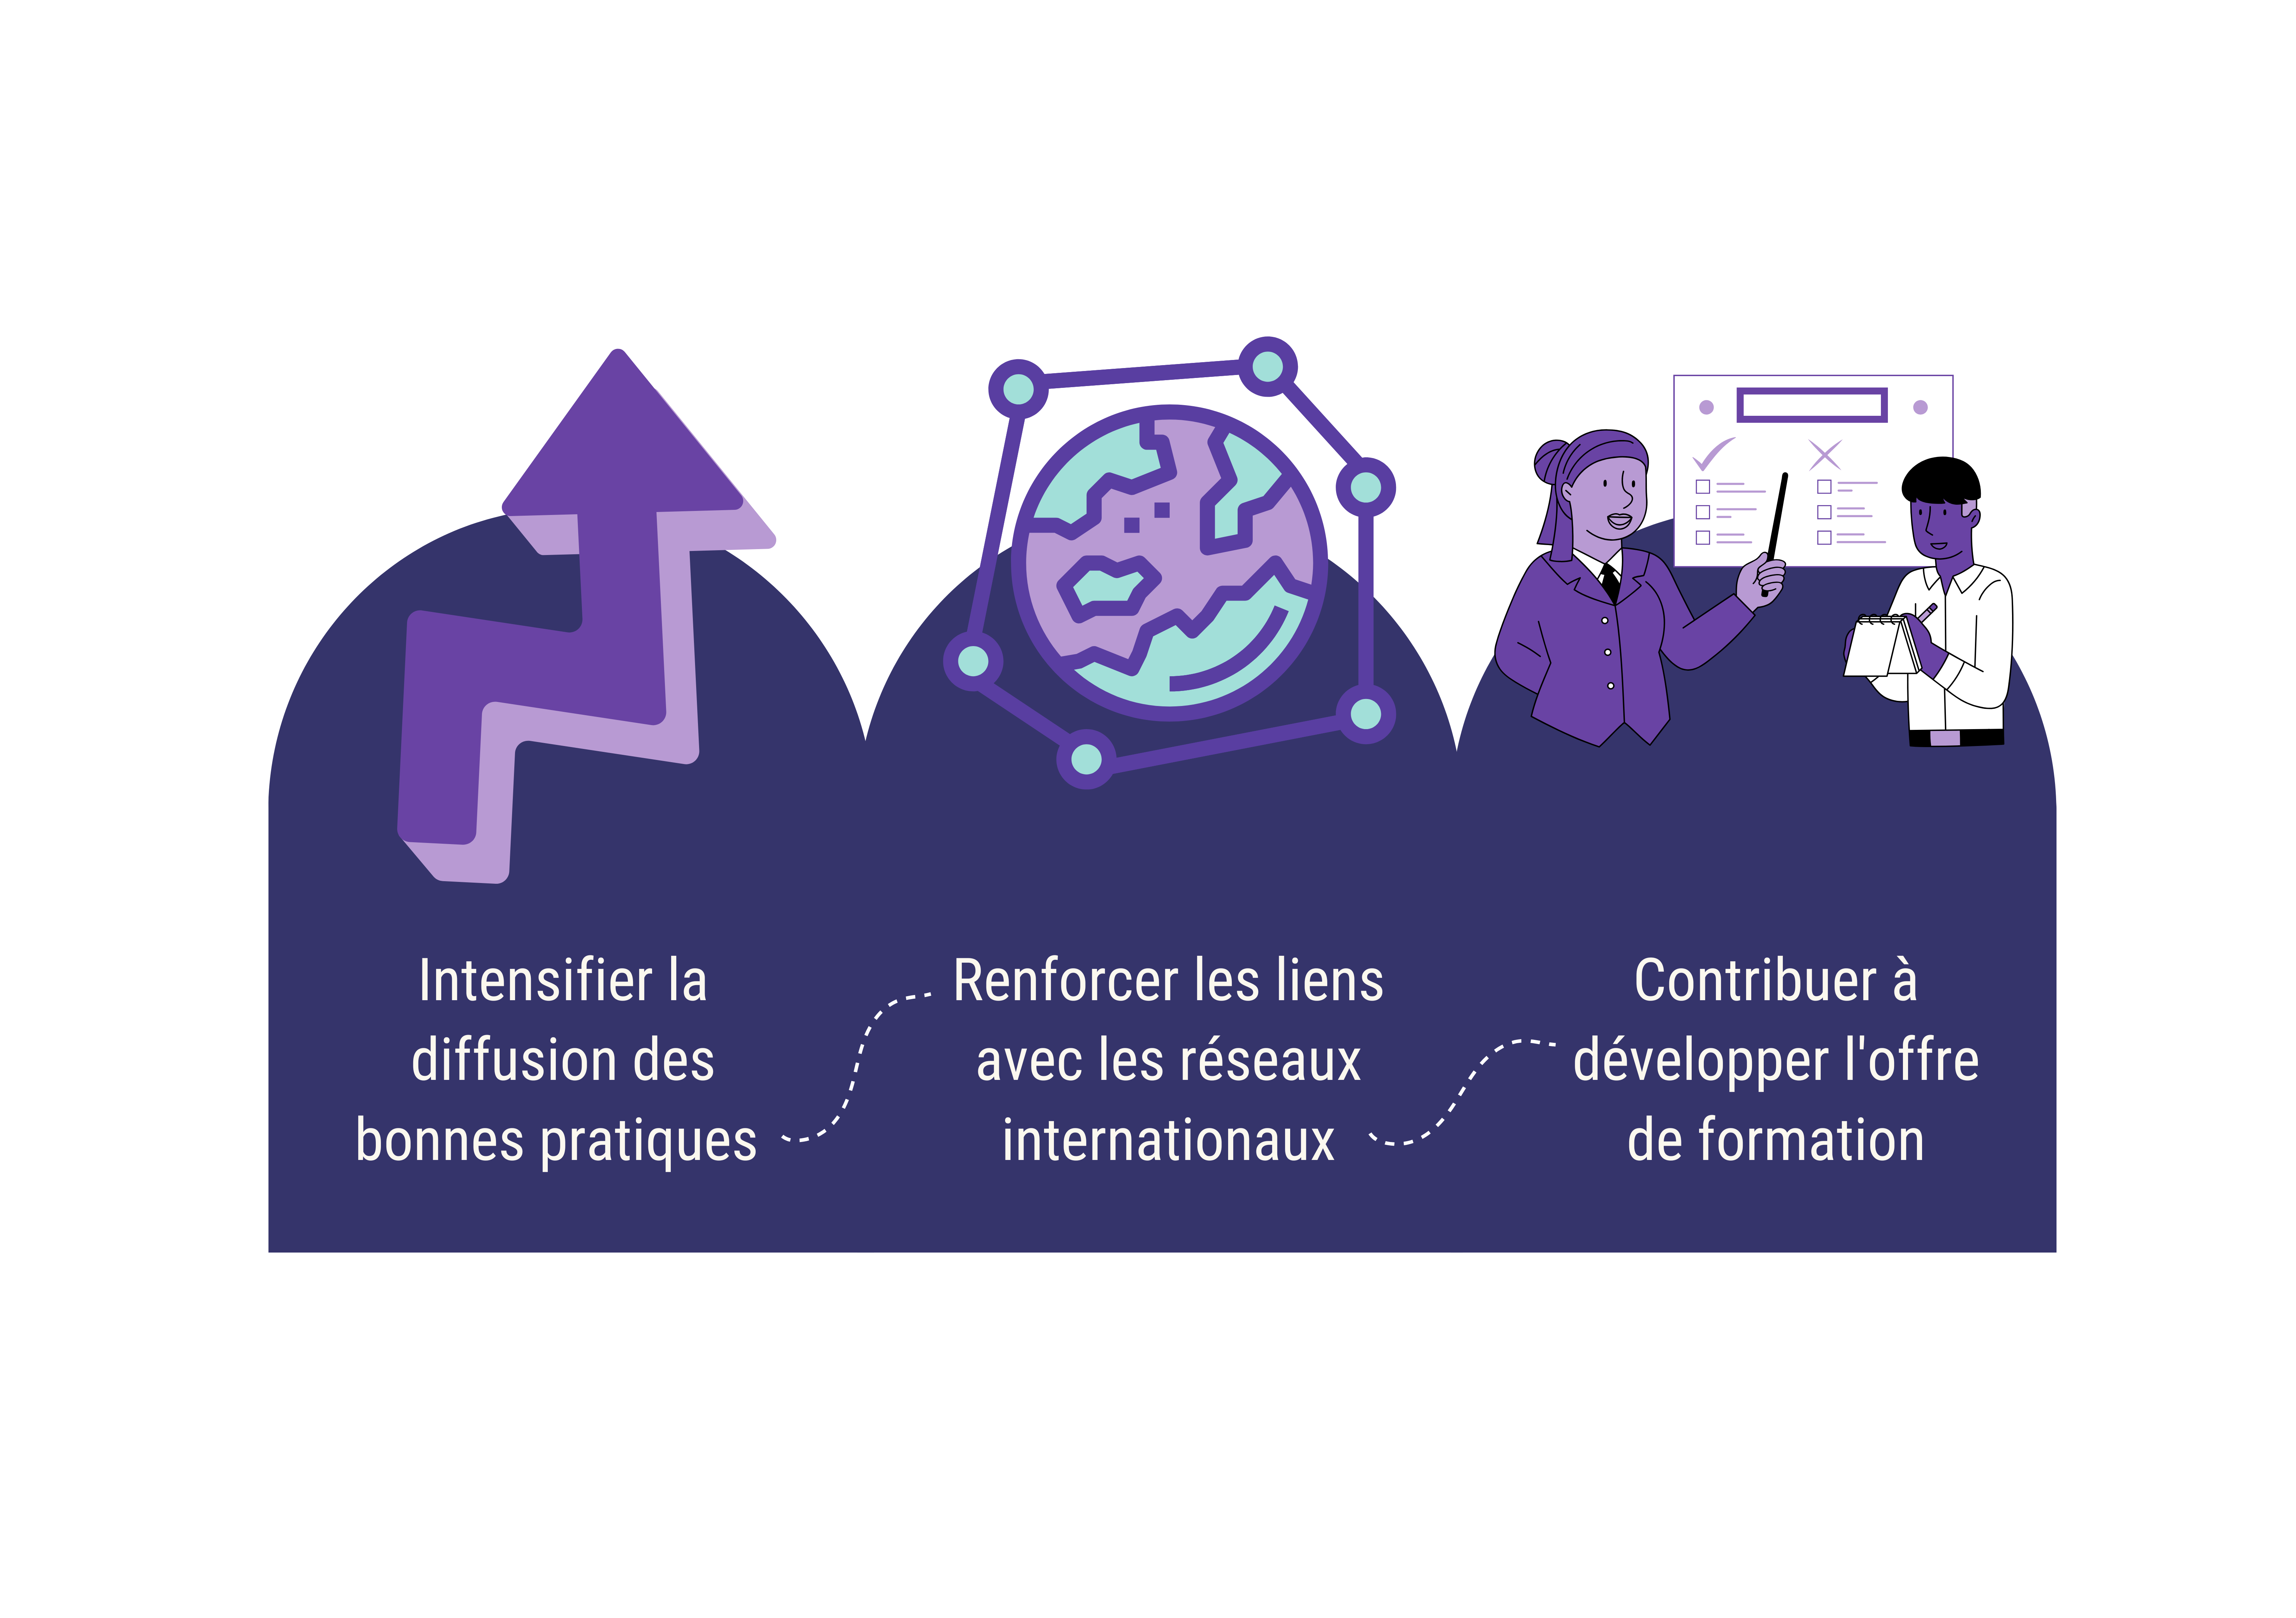 Intensifier la
diffusion des
bonnes pratiques
Renforcer les liens
avec les réseaux
internationaux
Contribuer à
développer l'offre
de formation